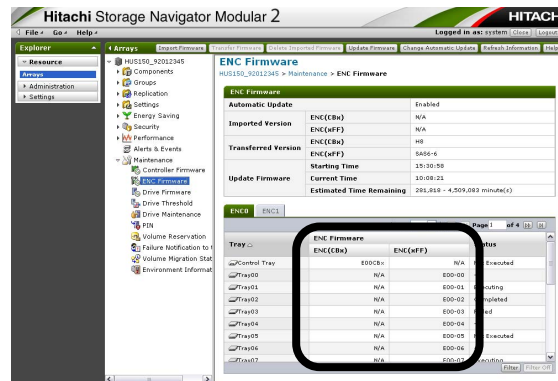 Hitachi Storage Navigator Modular 2
HITACHI
File Go Help
Logged in as: system Close Logout
Explorer
Resource
Arrays
Administration
Settings
Arrays
HUS150_92012345
Components
Groups
Replication
Settings
Energy Saving
Security
Performance
Alerts & Events
Maintenance
Controller Firmware
ENC Firmware
Drive Firmware
Drive Threshold
Drive Maintenance
PIN
Volume Reservation
Failure Notification to t
Volume Migration Stat
Environment Informat
Import Firmware Transfer Firmware Delete Imported Firmware Update Firmware Change Automatic Update Refresh Information Help
ENC Firmware
HUS150_92012345 > Maintenance > ENC Firmware
ENC Firmware
Automatic Update Enabled
Imported Version ENC(CBx) N/A
ENC(xFF) N/A
Transferred Version ENC(CBx) H8
ENC(xFF) SAS6-6
Update Firmware Starting Time 15:30:58
Current Time 10:08:21
Estimated Time Remaining 281,818 - 4,509,083 minute(s)
ENC0 ENC1
Page 1 of 4
Tray ENC Firmware
ENC(CBx) ENC(xFF)
Control Tray E00CBx N/A Executed
Tray00 N/A E00-00
Tray01 N/A E00-01
Tray02 N/A E00-02
Tray03 N/A E00-03
Tray04 N/A E00-04
Tray05 N/A E00-05 Executed
Tray06 N/A E00-06
Tray07 N/A E00-07 Executing
Filter Filter Off